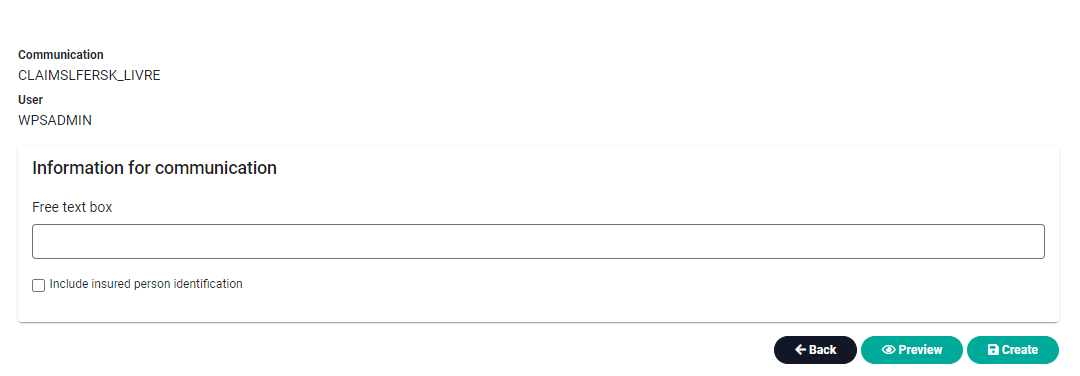 Communication
CLAIMSLFERSK_LIVRE
User
WPSADMIN
Information for communication
Free text box
Include insured person identification
Back Preview Create